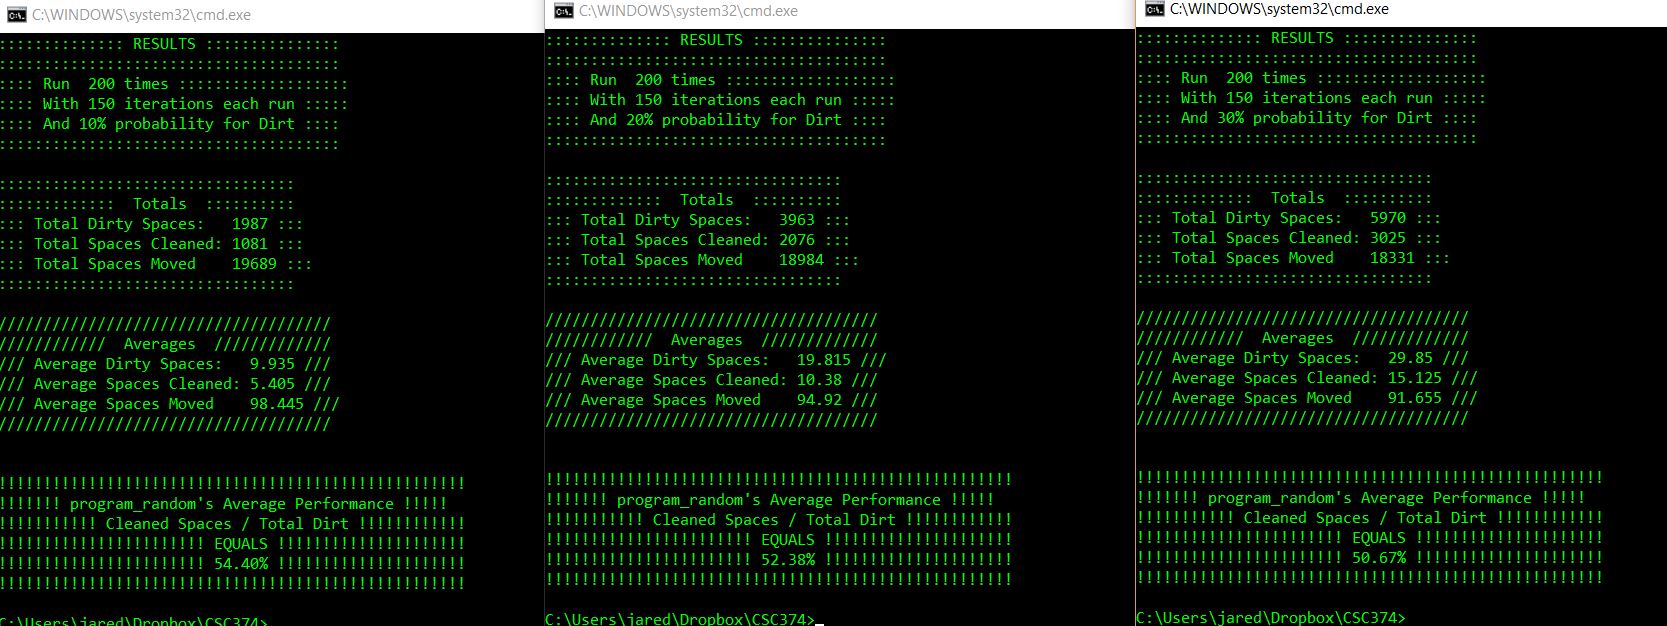 C:\WINDOWS\system32\cmd.exe
:::::::::::::: RESULTS :::::::::::::::
::::::::::::::::::::::::::::::::::::::
:::: Run  200 times :::::::::::::::::::
:::: With 150 iterations each run :::::
:::: And 10% probability for Dirt ::::
::::::::::::::::::::::::::::::::::::::
:::::::::::::::::::::::::::::::::
:::::::::::::  Totals  ::::::::::
::: Total Dirty Spaces:   1987 :::
::: Total Spaces Cleaned: 1081 :::
::: Total Spaces Moved    19689 :::
:::::::::::::::::::::::::::::::::
/////////////////////////////////////
////////////  Averages  /////////////
/// Average Dirty Spaces:   9.935 ///
/// Average Spaces Cleaned: 5.405 ///
/// Average Spaces Moved    98.445 ///
/////////////////////////////////////
!!!!!!!!!!!!!!!!!!!!!!!!!!!!!!!!!!!!!!!!!!!!!!!!!!!!
!!!!!!! program_random's Average Performance !!!!!
!!!!!!!!!!! Cleaned Spaces / Total Dirt !!!!!!!!!!!!
!!!!!!!!!!!!!!!!!!!!!!! EQUALS !!!!!!!!!!!!!!!!!!!!!
!!!!!!!!!!!!!!!!!!!!!!! 54.40% !!!!!!!!!!!!!!!!!!!!!
!!!!!!!!!!!!!!!!!!!!!!!!!!!!!!!!!!!!!!!!!!!!!!!!!!!!
C:\Users\jared\Dropbox\CSC374>
C:\WINDOWS\system32\cmd.exe
:::::::::::::: RESULTS :::::::::::::::
::::::::::::::::::::::::::::::::::::::
:::: Run  200 times :::::::::::::::::::
:::: With 150 iterations each run :::::
:::: And 20% probability for Dirt ::::
::::::::::::::::::::::::::::::::::::::
:::::::::::::::::::::::::::::::::
:::::::::::::  Totals  ::::::::::
::: Total Dirty Spaces:   3963 :::
::: Total Spaces Cleaned: 2076 :::
::: Total Spaces Moved    18984 :::
:::::::::::::::::::::::::::::::::
/////////////////////////////////////
////////////  Averages  /////////////
/// Average Dirty Spaces:   19.815 ///
/// Average Spaces Cleaned: 10.38 ///
/// Average Spaces Moved    94.92 ///
/////////////////////////////////////
!!!!!!!!!!!!!!!!!!!!!!!!!!!!!!!!!!!!!!!!!!!!!!!!!!!!
!!!!!!! program_random's Average Performance !!!!!
!!!!!!!!!!! Cleaned Spaces / Total Dirt !!!!!!!!!!!!
!!!!!!!!!!!!!!!!!!!!!!! EQUALS !!!!!!!!!!!!!!!!!!!!!
!!!!!!!!!!!!!!!!!!!!!!! 52.38% !!!!!!!!!!!!!!!!!!!!!
!!!!!!!!!!!!!!!!!!!!!!!!!!!!!!!!!!!!!!!!!!!!!!!!!!!!
C:\Users\jared\Dropbox\CSC374>_
C:\WINDOWS\system32\cmd.exe
:::::::::::::: RESULTS :::::::::::::::
::::::::::::::::::::::::::::::::::::::
:::: Run  200 times :::::::::::::::::::
:::: With 150 iterations each run :::::
:::: And 30% probability for Dirt ::::
::::::::::::::::::::::::::::::::::::::
:::::::::::::::::::::::::::::::::
:::::::::::::  Totals  ::::::::::
::: Total Dirty Spaces:   5970 :::
::: Total Spaces Cleaned: 3025 :::
::: Total Spaces Moved    18331 :::
:::::::::::::::::::::::::::::::::
/////////////////////////////////////
////////////  Averages  /////////////
/// Average Dirty Spaces:   29.85 ///
/// Average Spaces Cleaned: 15.125 ///
/// Average Spaces Moved    91.655 ///
/////////////////////////////////////
!!!!!!!!!!!!!!!!!!!!!!!!!!!!!!!!!!!!!!!!!!!!!!!!!!!!
!!!!!!! program_random's Average Performance !!!!!
!!!!!!!!!!! Cleaned Spaces / Total Dirt !!!!!!!!!!!!
!!!!!!!!!!!!!!!!!!!!!!! EQUALS !!!!!!!!!!!!!!!!!!!!!
!!!!!!!!!!!!!!!!!!!!!!! 50.67% !!!!!!!!!!!!!!!!!!!!!
!!!!!!!!!!!!!!!!!!!!!!!!!!!!!!!!!!!!!!!!!!!!!!!!!!!!
C:\Users\jared\Dropbox\CSC374>